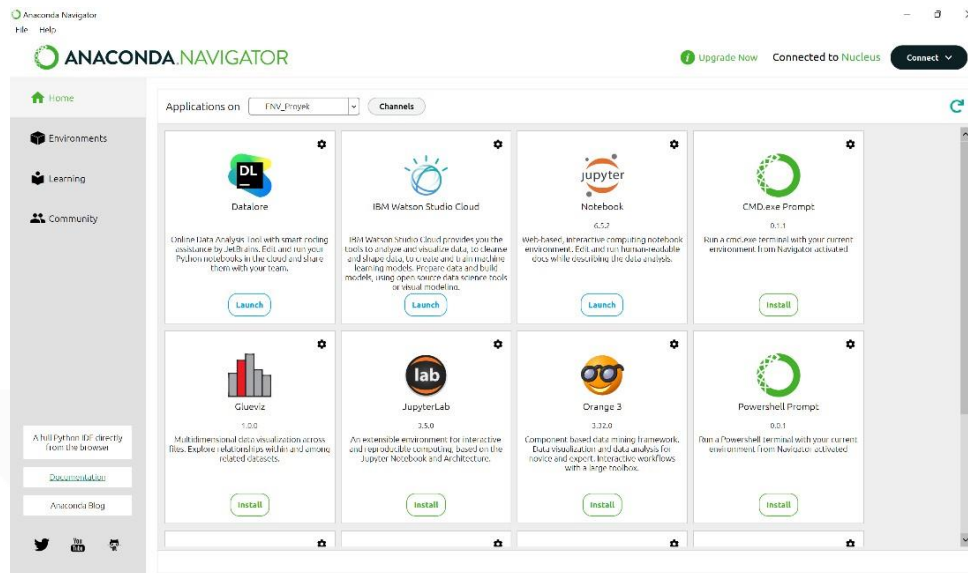 Anaconda Navigator
File Help
ANACONDA.NAVIGATOR
i Upgrade Now Connected to Nucleus Connect
Home
Environments
Learning
Community
Applications on ENV_Proyek Channels
DL
Datalore
Online Data Analysis Tool with smart coding
assistance by JetBrains. Edit and run your
Python notebooks in the cloud and share
them with your team.
Launch
IBM Watson Studio Cloud
IBM Watson Studio Cloud provides you the
tools to analyze and visualize data, to cleanse
and shape data, to create and train machine
learning models. Prepare data and build
models, using open source data science tools
or visual modeling.
Launch
jupyter
Notebook
6.5.2
Web-based, interactive computing notebook
environment. Edit and run human-readable
docs while describing the data analysis.
Launch
CMD.exe Prompt
0.1.1
Run a cmd.exe terminal with your current
environment from Navigator activated
Install
Glueviz
1.0.0
Multidimensional data visualization across
files. Explore relationships within and among
related datasets.
Install
lab
JupyterLab
3.5.0
An extensible environment for interactive
and reproducible computing, based on the
Jupyter Notebook and Architecture.
Install
Orange 3
3.32.0
Component based data mining framework.
Data visualization and data analysis for
novice and expert. Interactive workflows
with a large toolbox.
Install
Powershell Prompt
0.0.1
Run a Powershell terminal with your current
environment from Navigator activated
Install
A full Python IDE directly
from the browser
Documentation
Anaconda Blog
You
Tube